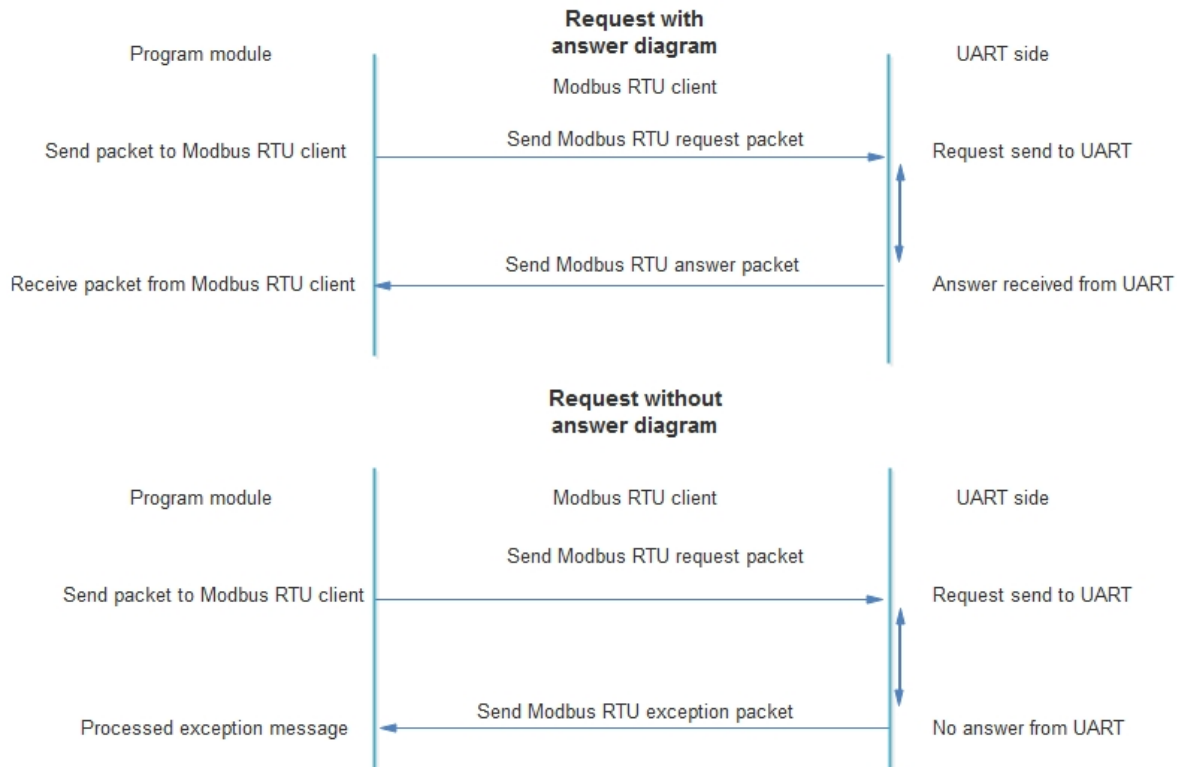 Request with
answer diagram
Program module
UART side
Modbus RTU client
Send Modbus RTU request packet
Send packet to Modbus RTU client
Request send to UART
Send Modbus RTU answer packet
Receive packet from Modbus RTU client
Answer received from UART
Request without
answer diagram
Program module
Modbus RTU client
UART side
Send Modbus RTU request packet
Send packet to Modbus RTU client
Request send to UART
Send Modbus RTU exception packet
Processed exception message
No answer from UART